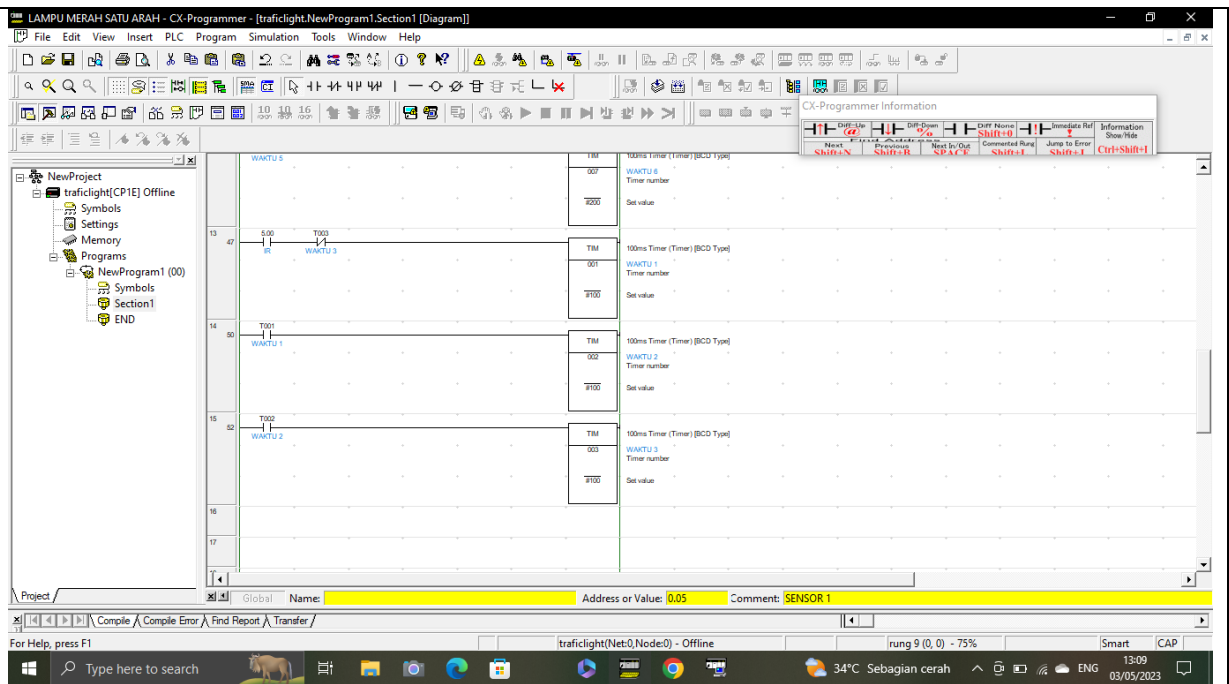 LAMPU MERAH SATU ARAH - CX-Programmer - [traficlight.NewProgram1.Section1 [Diagram]]
File Edit View Insert PLC Program Simulation Tools Window Help
CX-Programmer Information
Diff-Up @
Diff-Down %
Diff None Shift+0
Immediate Ref !
Information Show/Hide Ctrl+Shift+I
Next Shift+N
Previous Shift+B
Next In/Out SPACE
Commented Rung Shift+L
Jump to Error Shift+J
NewProject
traficlight[CP1E] Offline
Symbols
Settings
Memory
Programs
NewProgram1 (00)
Symbols
Section1
END
WAKTU 5
TIM 100ms Timer (Timer) [BCD Type]
007 WAKTU 6
Timer number
#200 Set value
13 47
5.00 T003
IR WAKTU 3
TIM 100ms Timer (Timer) [BCD Type]
001 WAKTU 1
Timer number
#100 Set value
14 50
T001
WAKTU 1
TIM 100ms Timer (Timer) [BCD Type]
002 WAKTU 2
Timer number
#100 Set value
15 52
T002
WAKTU 2
TIM 100ms Timer (Timer) [BCD Type]
003 WAKTU 3
Timer number
#100 Set value
16
17
Project
Global Name: Address or Value: 0.05 Comment: SENSOR 1
Compile Compile Error Find Report Transfer
For Help, press F1
traficlight(Net:0,Node:0) - Offline
rung 9 (0, 0) - 75%
Smart CAP
Type here to search
34°C Sebagian cerah
ENG
13:09
03/05/2023